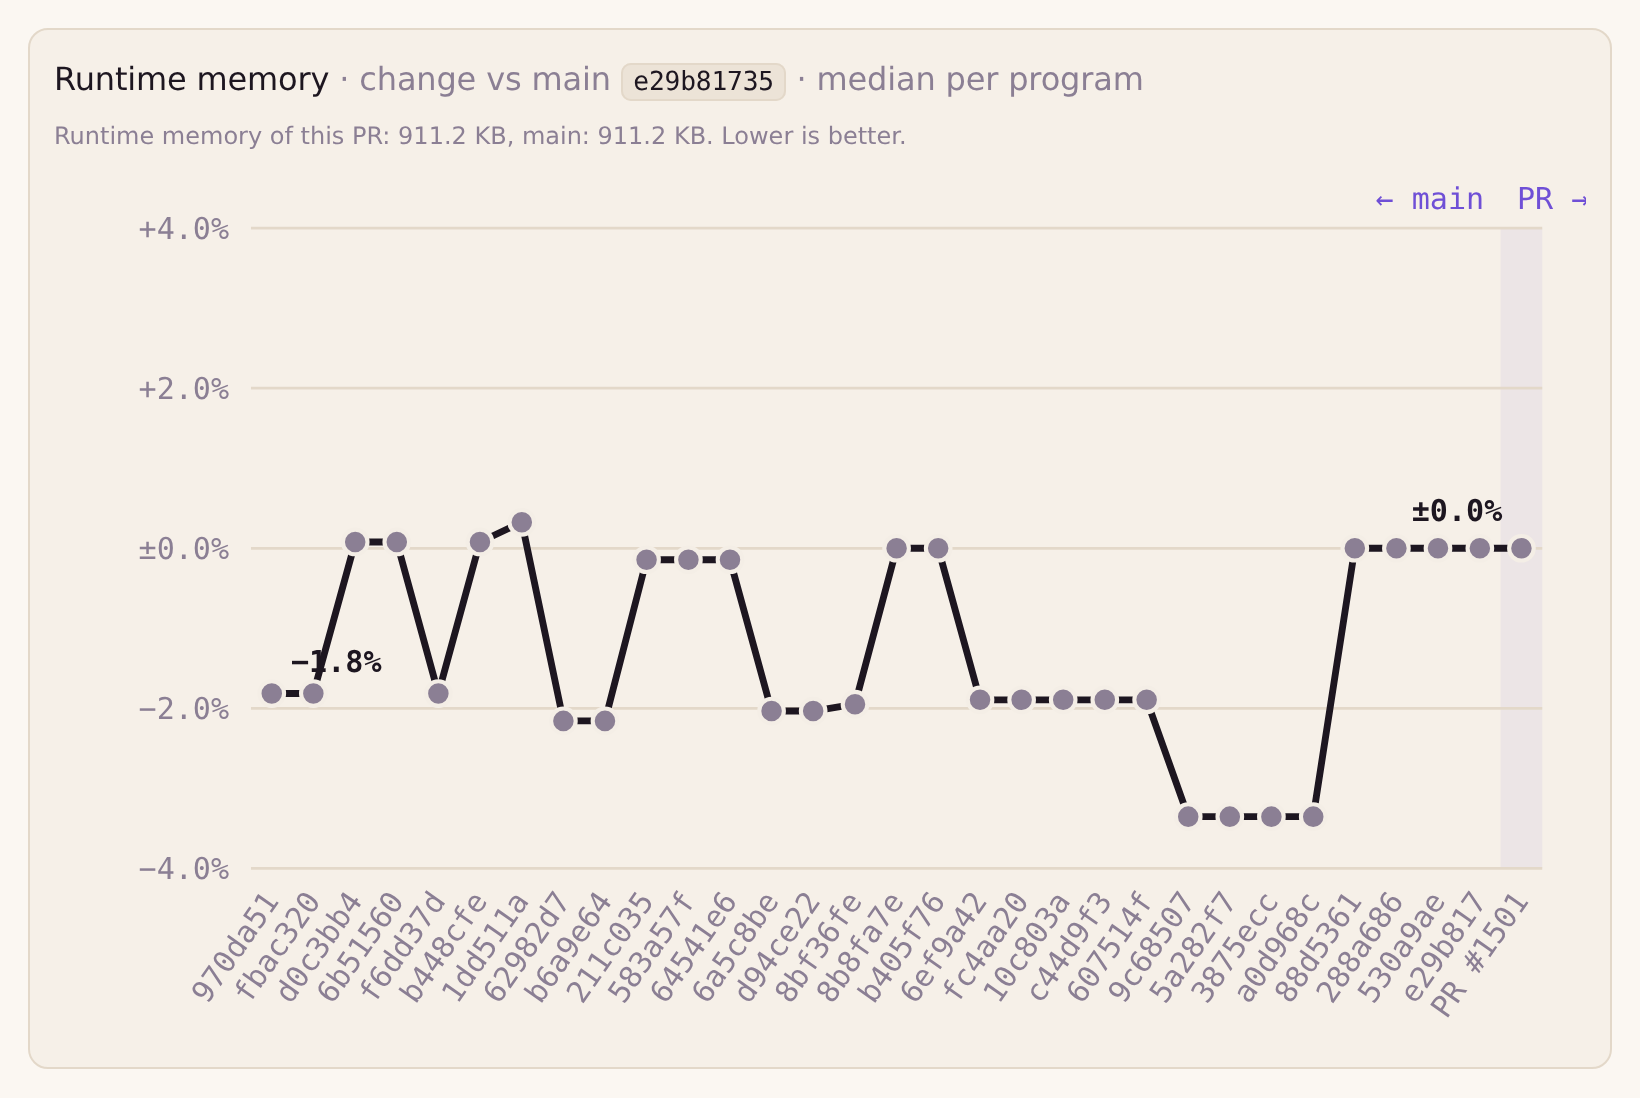 Runtime memory · change vs main e29b81735 · median per program
Runtime memory of this PR: 911.2 KB, main: 911.2 KB. Lower is better.
← main PR →
+4.0%
+2.0%
±0.0%
±0.0%
−1.8%
−2.0%
−4.0%
970da51
fbac320
d0c3bb4
6b51560
f6dd37d
b448cfe
1dd511a
62982d7
b6a9e64
211c035
583a57f
64541e6
6a5c8be
d94ce22
8bf36fe
8b8fa7e
b405f76
6ef9a42
fc4aa20
10c803a
c44d9f3
607514f
9c68507
5a282f7
3875ecc
a0d968c
88d5361
288a686
530a9ae
e29b817
PR #1501